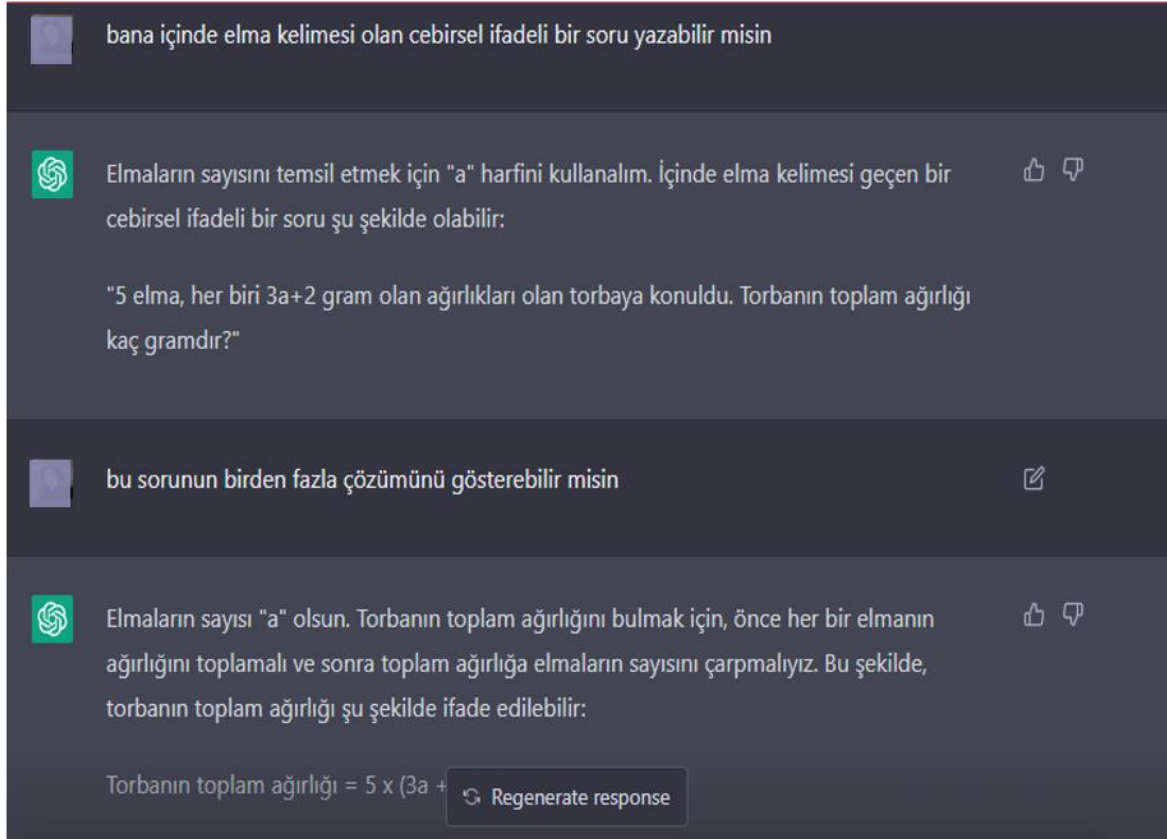 bana içinde elma kelimesi olan cebirsel ifadeli bir soru yazabilir misin
Elmaların sayısını temsil etmek için "a" harfini kullanalım. İçinde elma kelimesi geçen bir
cebirsel ifadeli bir soru şu şekilde olabilir:
"5 elma, her biri 3a+2 gram olan ağırlıkları olan torbaya konuldu. Torbanın toplam ağırlığı
kaç gramdır?"
bu sorunun birden fazla çözümünü gösterebilir misin
Elmaların sayısı "a" olsun. Torbanın toplam ağırlığını bulmak için, önce her bir elmanın
ağırlığını toplamalı ve sonra toplam ağırlığa elmaların sayısını çarpmalıyız. Bu şekilde,
torbanın toplam ağırlığı şu şekilde ifade edilebilir:
Torbanın toplam ağırlığı = 5 x (3a +
Regenerate response